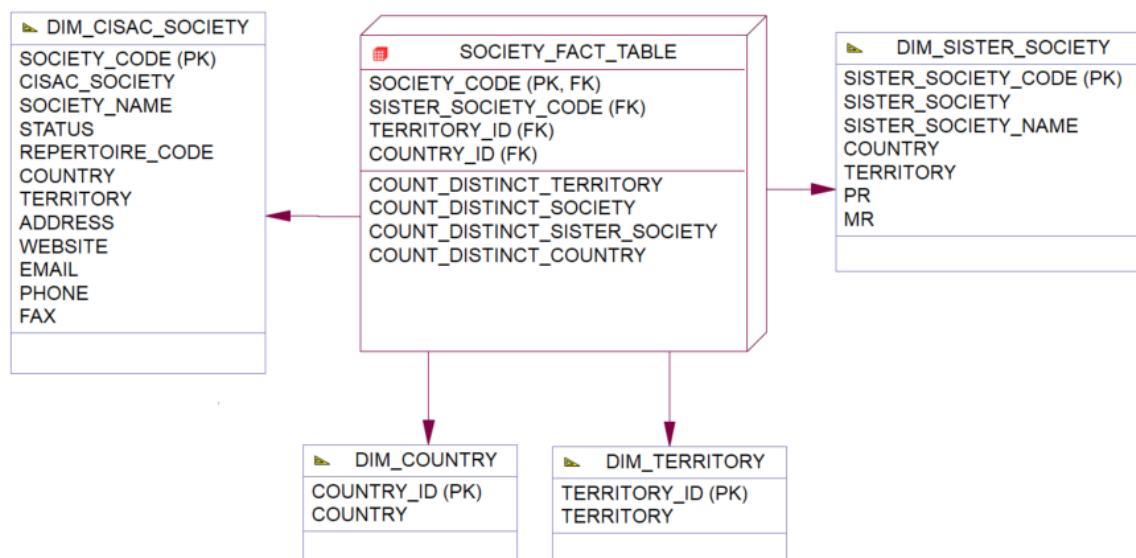 DIM_CISAC_SOCIETY
SOCIETY_CODE (PK)
CISAC_SOCIETY
SOCIETY_NAME
STATUS
REPERTOIRE_CODE
COUNTRY
TERRITORY
ADDRESS
WEBSITE
EMAIL
PHONE
FAX
SOCIETY_FACT_TABLE
SOCIETY_CODE (PK, FK)
SISTER_SOCIETY_CODE (FK)
TERRITORY_ID (FK)
COUNTRY_ID (FK)
COUNT_DISTINCT_TERRITORY
COUNT_DISTINCT_SOCIETY
COUNT_DISTINCT_SISTER_SOCIETY
COUNT_DISTINCT_COUNTRY
DIM_SISTER_SOCIETY
SISTER_SOCIETY_CODE (PK)
SISTER_SOCIETY
SISTER_SOCIETY_NAME
COUNTRY
TERRITORY
PR
MR
DIM_COUNTRY
COUNTRY_ID (PK)
COUNTRY
DIM_TERRITORY
TERRITORY_ID (PK)
TERRITORY